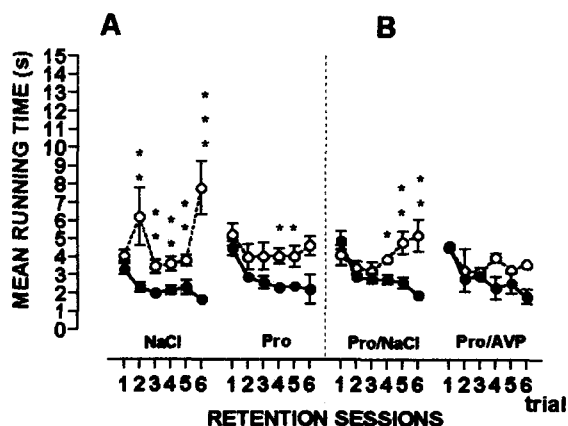 A B
MEAN RUNNING TIME (s)
15
14
13
12
11
10
9
8
7
6
5
4
3
2
1
0
* * * * * * * * * * * * * * * * * * *
NaCl Pro Pro/NaCl Pro/AVP
1 2 3 4 5 6 1 2 3 4 5 6 1 2 3 4 5 6 1 2 3 4 5 6
trial
RETENTION SESSIONS